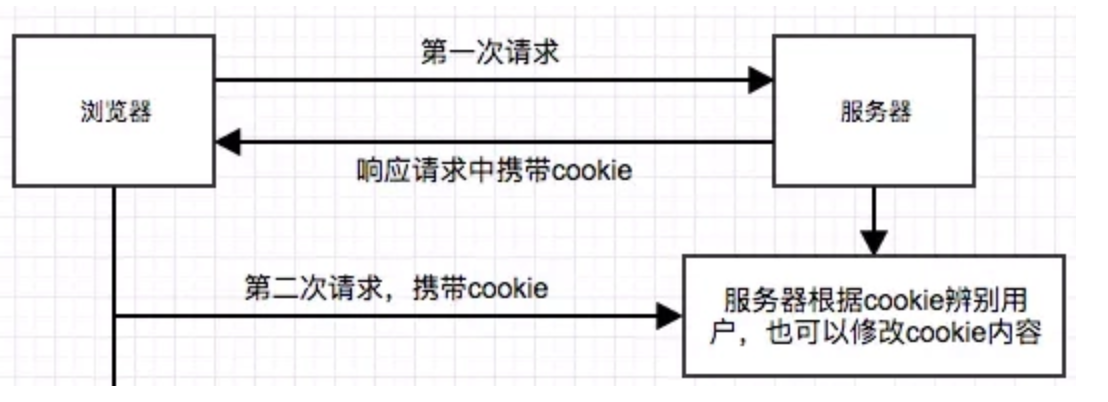 第一次请求
浏览器
服务器
响应请求中携带cookie
第二次请求，携带cookie
服务器根据cookie辨别用
户，也可以修改cookie内容